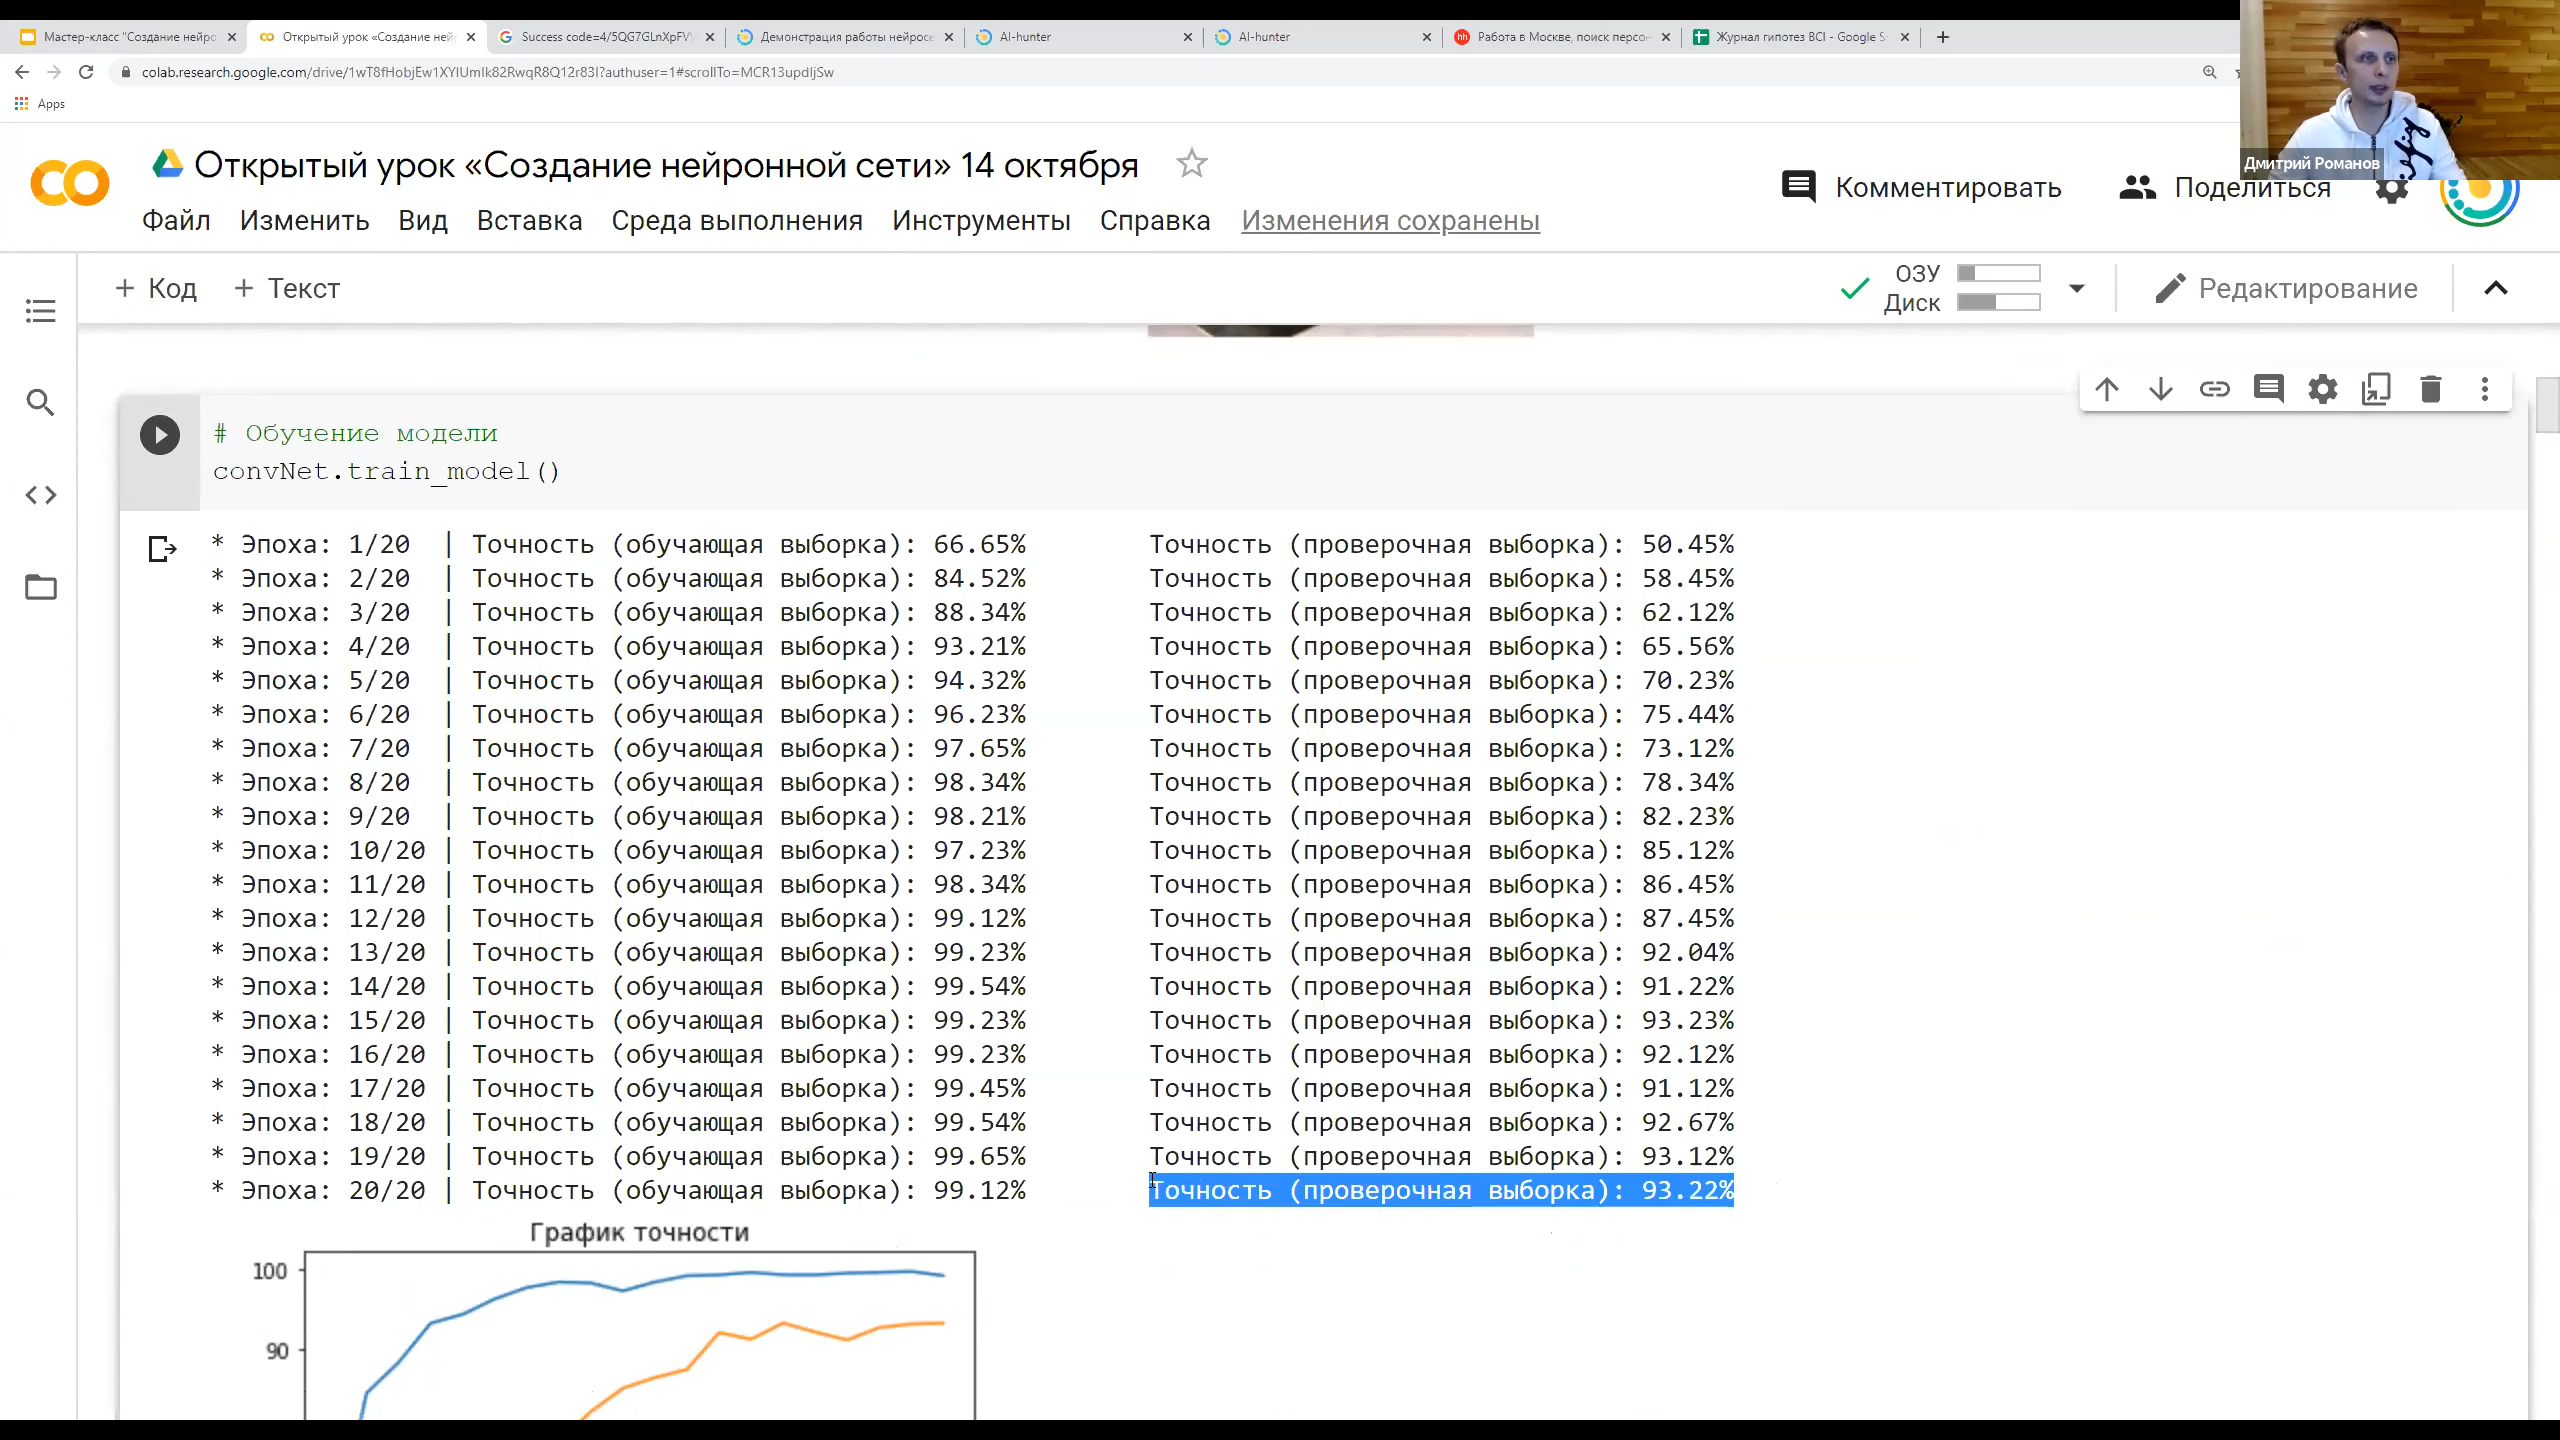 Мастер-класс "Создание нейро
Открытый урок «Создание ней
Success code=4/5QG7GLnXpFV
Демонстрация работы нейросе
AI-hunter
AI-hunter
Работа в Москве, поиск персо
Журнал гипотез BCI - Google S
colab.research.google.com/drive/1wT8fHobjEw1XYIUmIk82RwqR8Q12r83I?authuser=1#scrollTo=MCR13updIjSw
Apps
Дмитрий Романов
Открытый урок «Создание нейронной сети» 14 октября
Комментировать
Поделиться
Файл Изменить Вид Вставка Среда выполнения Инструменты Справка Изменения сохранены
+ Код + Текст
ОЗУ
Диск
Редактирование
# Обучение модели
convNet.train_model()
* Эпоха: 1/20 | Точность (обучающая выборка): 66.65% Точность (проверочная выборка): 50.45%
* Эпоха: 2/20 | Точность (обучающая выборка): 84.52% Точность (проверочная выборка): 58.45%
* Эпоха: 3/20 | Точность (обучающая выборка): 88.34% Точность (проверочная выборка): 62.12%
* Эпоха: 4/20 | Точность (обучающая выборка): 93.21% Точность (проверочная выборка): 65.56%
* Эпоха: 5/20 | Точность (обучающая выборка): 94.32% Точность (проверочная выборка): 70.23%
* Эпоха: 6/20 | Точность (обучающая выборка): 96.23% Точность (проверочная выборка): 75.44%
* Эпоха: 7/20 | Точность (обучающая выборка): 97.65% Точность (проверочная выборка): 73.12%
* Эпоха: 8/20 | Точность (обучающая выборка): 98.34% Точность (проверочная выборка): 78.34%
* Эпоха: 9/20 | Точность (обучающая выборка): 98.21% Точность (проверочная выборка): 82.23%
* Эпоха: 10/20 | Точность (обучающая выборка): 97.23% Точность (проверочная выборка): 85.12%
* Эпоха: 11/20 | Точность (обучающая выборка): 98.34% Точность (проверочная выборка): 86.45%
* Эпоха: 12/20 | Точность (обучающая выборка): 99.12% Точность (проверочная выборка): 87.45%
* Эпоха: 13/20 | Точность (обучающая выборка): 99.23% Точность (проверочная выборка): 92.04%
* Эпоха: 14/20 | Точность (обучающая выборка): 99.54% Точность (проверочная выборка): 91.22%
* Эпоха: 15/20 | Точность (обучающая выборка): 99.23% Точность (проверочная выборка): 93.23%
* Эпоха: 16/20 | Точность (обучающая выборка): 99.23% Точность (проверочная выборка): 92.12%
* Эпоха: 17/20 | Точность (обучающая выборка): 99.45% Точность (проверочная выборка): 91.12%
* Эпоха: 18/20 | Точность (обучающая выборка): 99.54% Точность (проверочная выборка): 92.67%
* Эпоха: 19/20 | Точность (обучающая выборка): 99.65% Точность (проверочная выборка): 93.12%
* Эпоха: 20/20 | Точность (обучающая выборка): 99.12% Точность (проверочная выборка): 93.22%
График точности
100
90